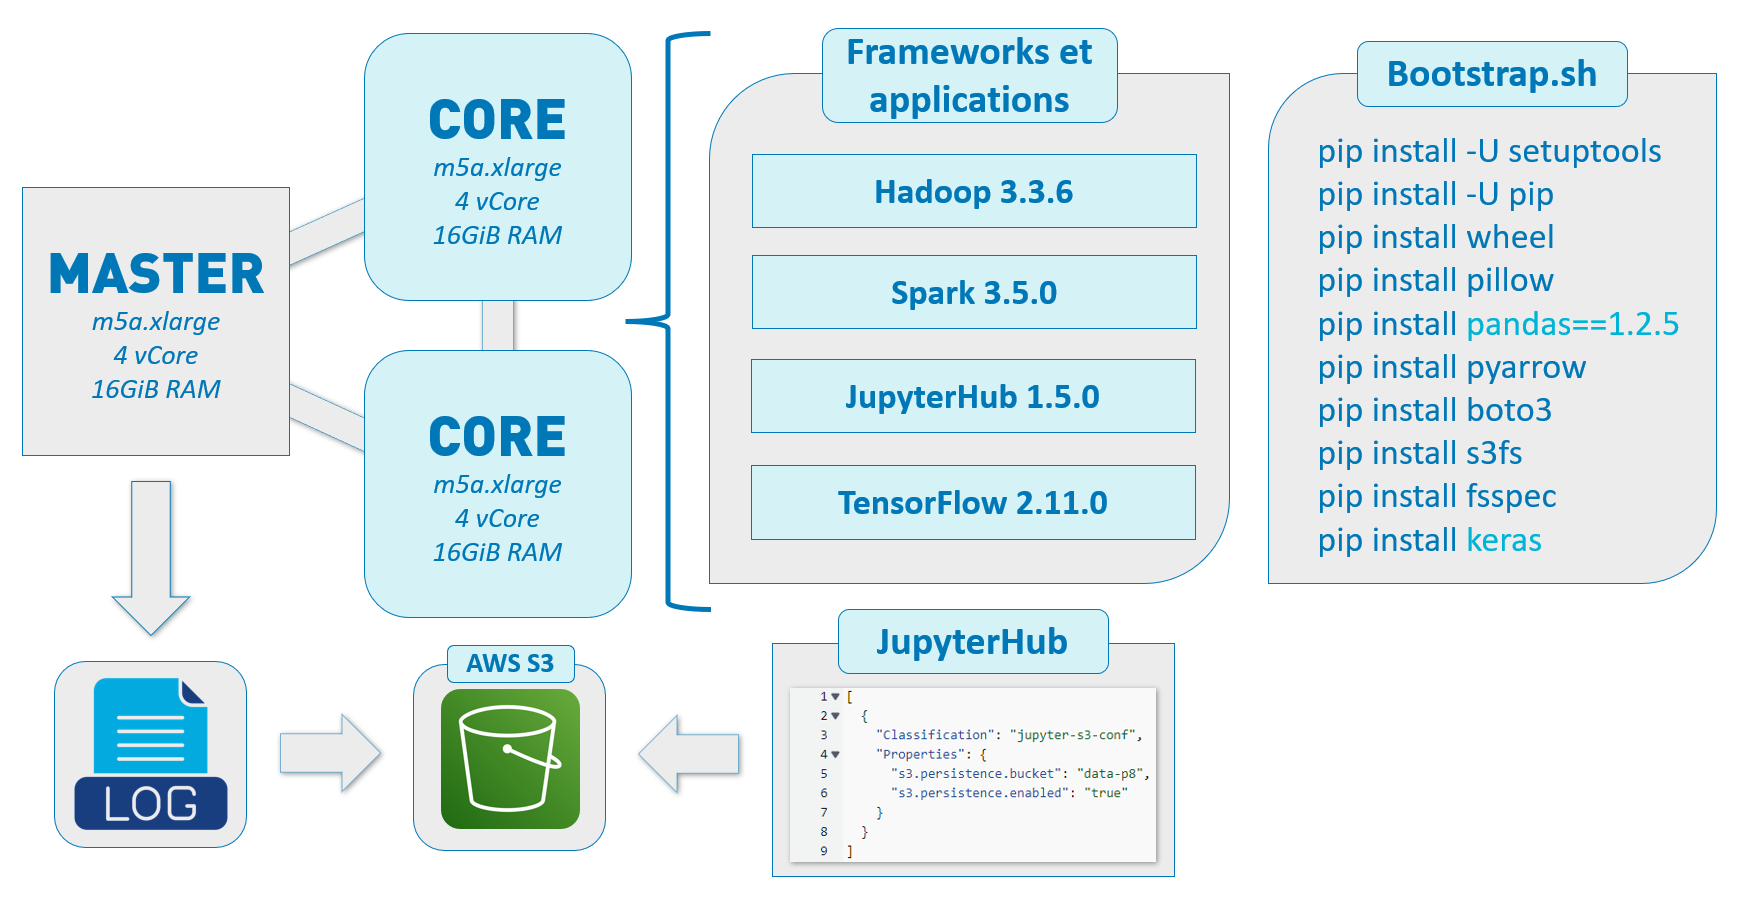 MASTER
m5a.xlarge
4 vCore
16GiB RAM
CORE
m5a.xlarge
4 vCore
16GiB RAM
CORE
m5a.xlarge
4 vCore
16GiB RAM
Frameworks et
applications
Hadoop 3.3.6
Spark 3.5.0
JupyterHub 1.5.0
TensorFlow 2.11.0
Bootstrap.sh
pip install -U setuptools
pip install -U pip
pip install wheel
pip install pillow
pip install pandas==1.2.5
pip install pyarrow
pip install boto3
pip install s3fs
pip install fsspec
pip install keras
LOG
AWS S3
JupyterHub
1 [
2 {
3 "Classification": "jupyter-s3-conf",
4 "Properties": {
5 "s3.persistence.bucket": "data-p8",
6 "s3.persistence.enabled": "true"
7 }
8 }
9 ]